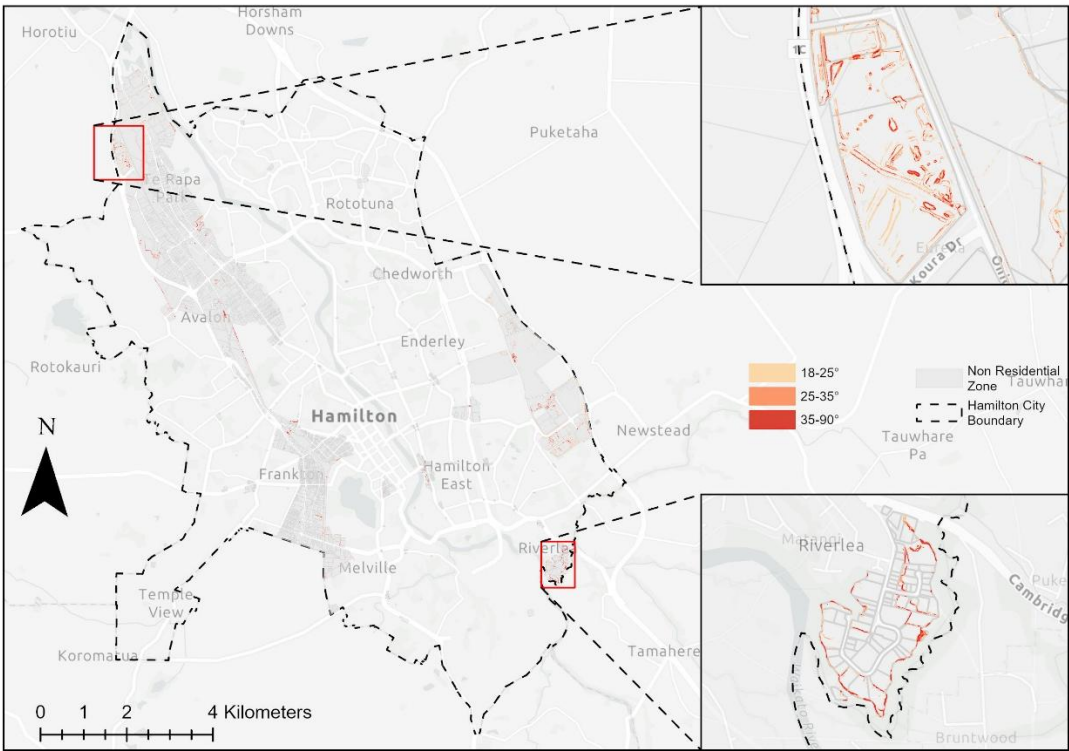 Horotiu
Horsham
Downs
Puketaha
Te Rapa
Park
Rototuna
Chedworth
Avalon
Enderley
Rotokauri
Hamilton
Newstead
Frankton
Hamilton
East
Melville
Temple
View
Koromatua
Tamahere
Tauwhare
Pa
N
0 1 2 4 Kilometers
18-25°
25-35°
35-90°
Non Residential
Zone
Hamilton City
Boundary
1C
Koura Dr
Riverlea
Bruntwood